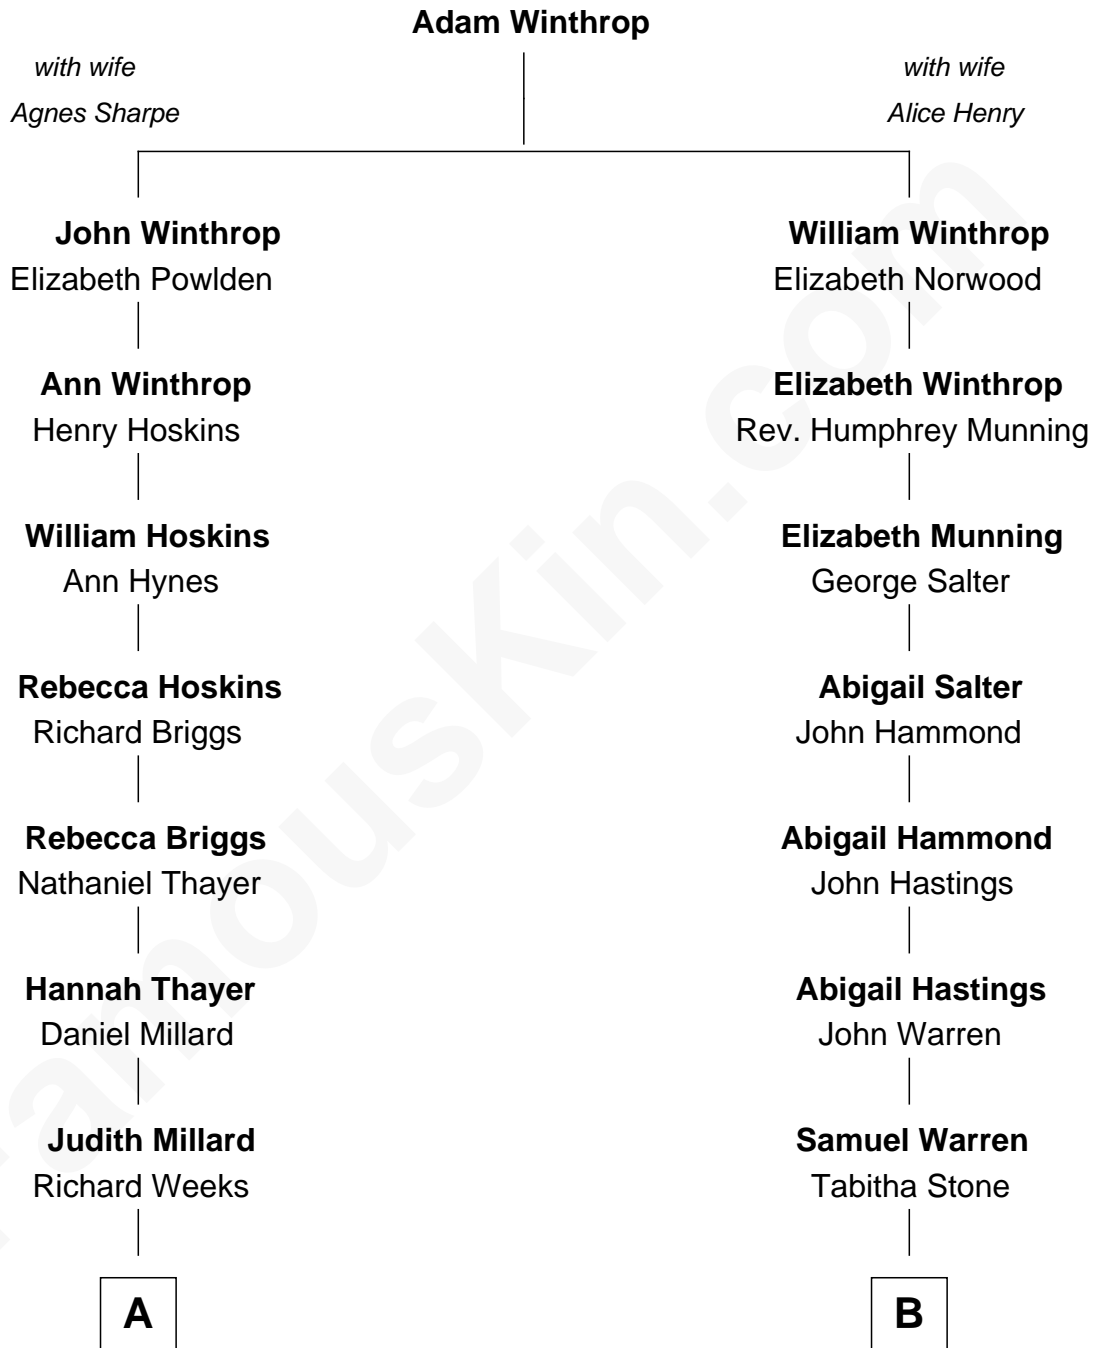 Adam Winthrop
with wife
Agnes Sharpe
with wife
Alice Henry
John Winthrop
Elizabeth Powlden
William Winthrop
Elizabeth Norwood
Ann Winthrop
Henry Hoskins
Elizabeth Winthrop
Rev. Humphrey Munning
William Hoskins
Ann Hynes
Elizabeth Munning
George Salter
Rebecca Hoskins
Richard Briggs
Abigail Salter
John Hammond
Rebecca Briggs
Nathaniel Thayer
Abigail Hammond
John Hastings
Hannah Thayer
Daniel Millard
Abigail Hastings
John Warren
Judith Millard
Richard Weeks
Samuel Warren
Tabitha Stone
A
B
FamousKin.com